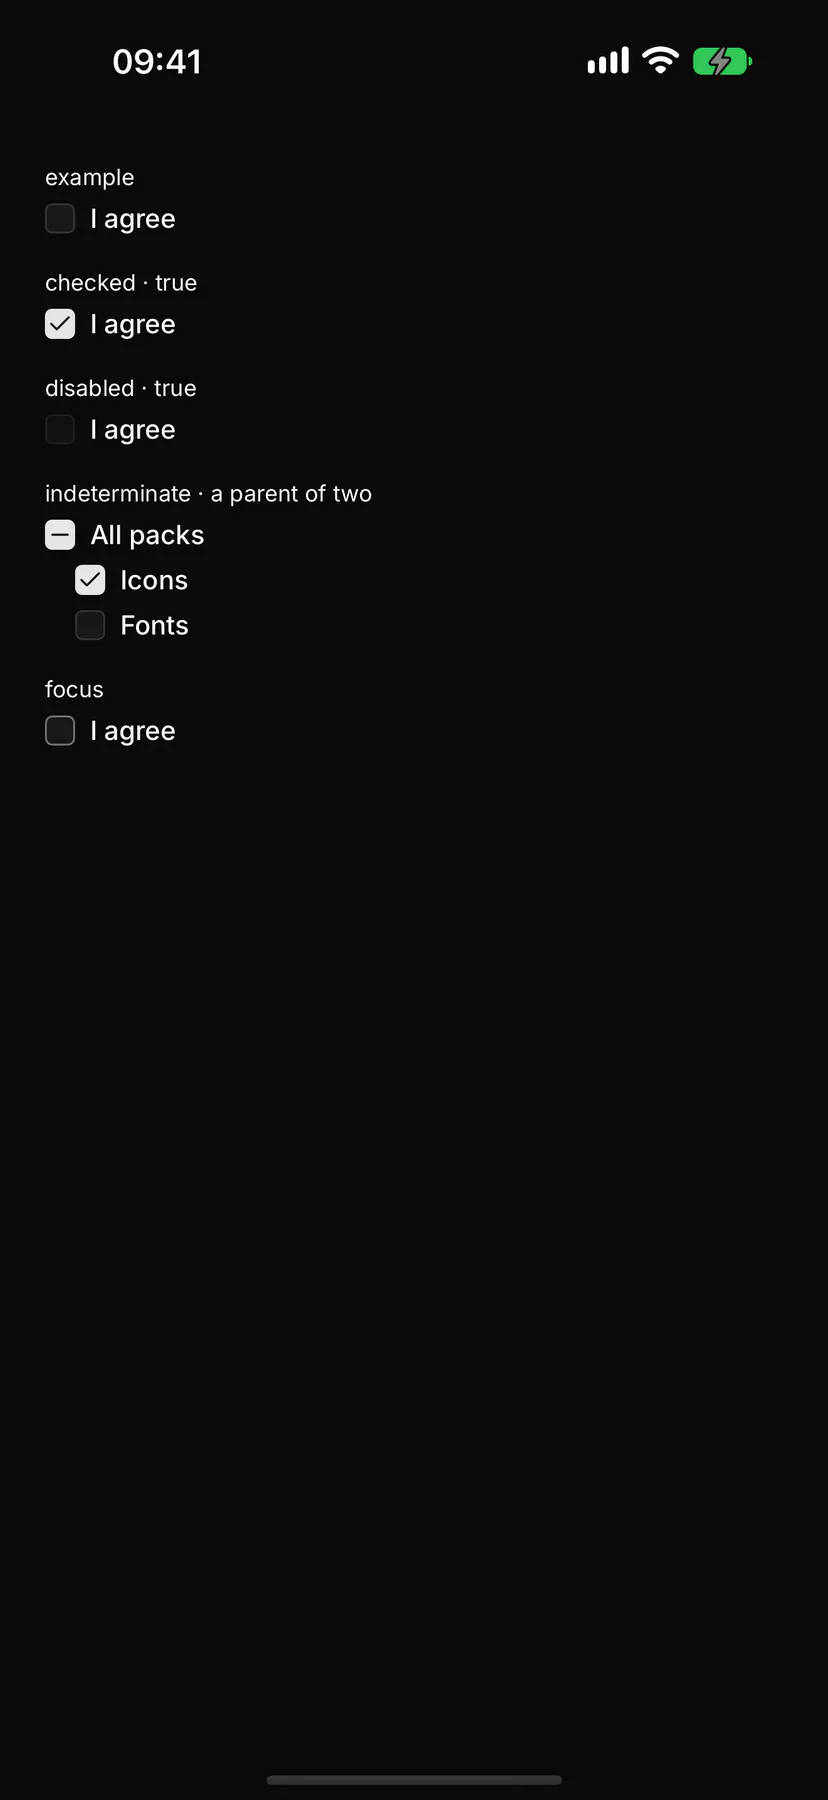 09:41
example
I agree
checked · true
I agree
disabled · true
I agree
indeterminate · a parent of two
All packs
Icons
Fonts
focus
I agree